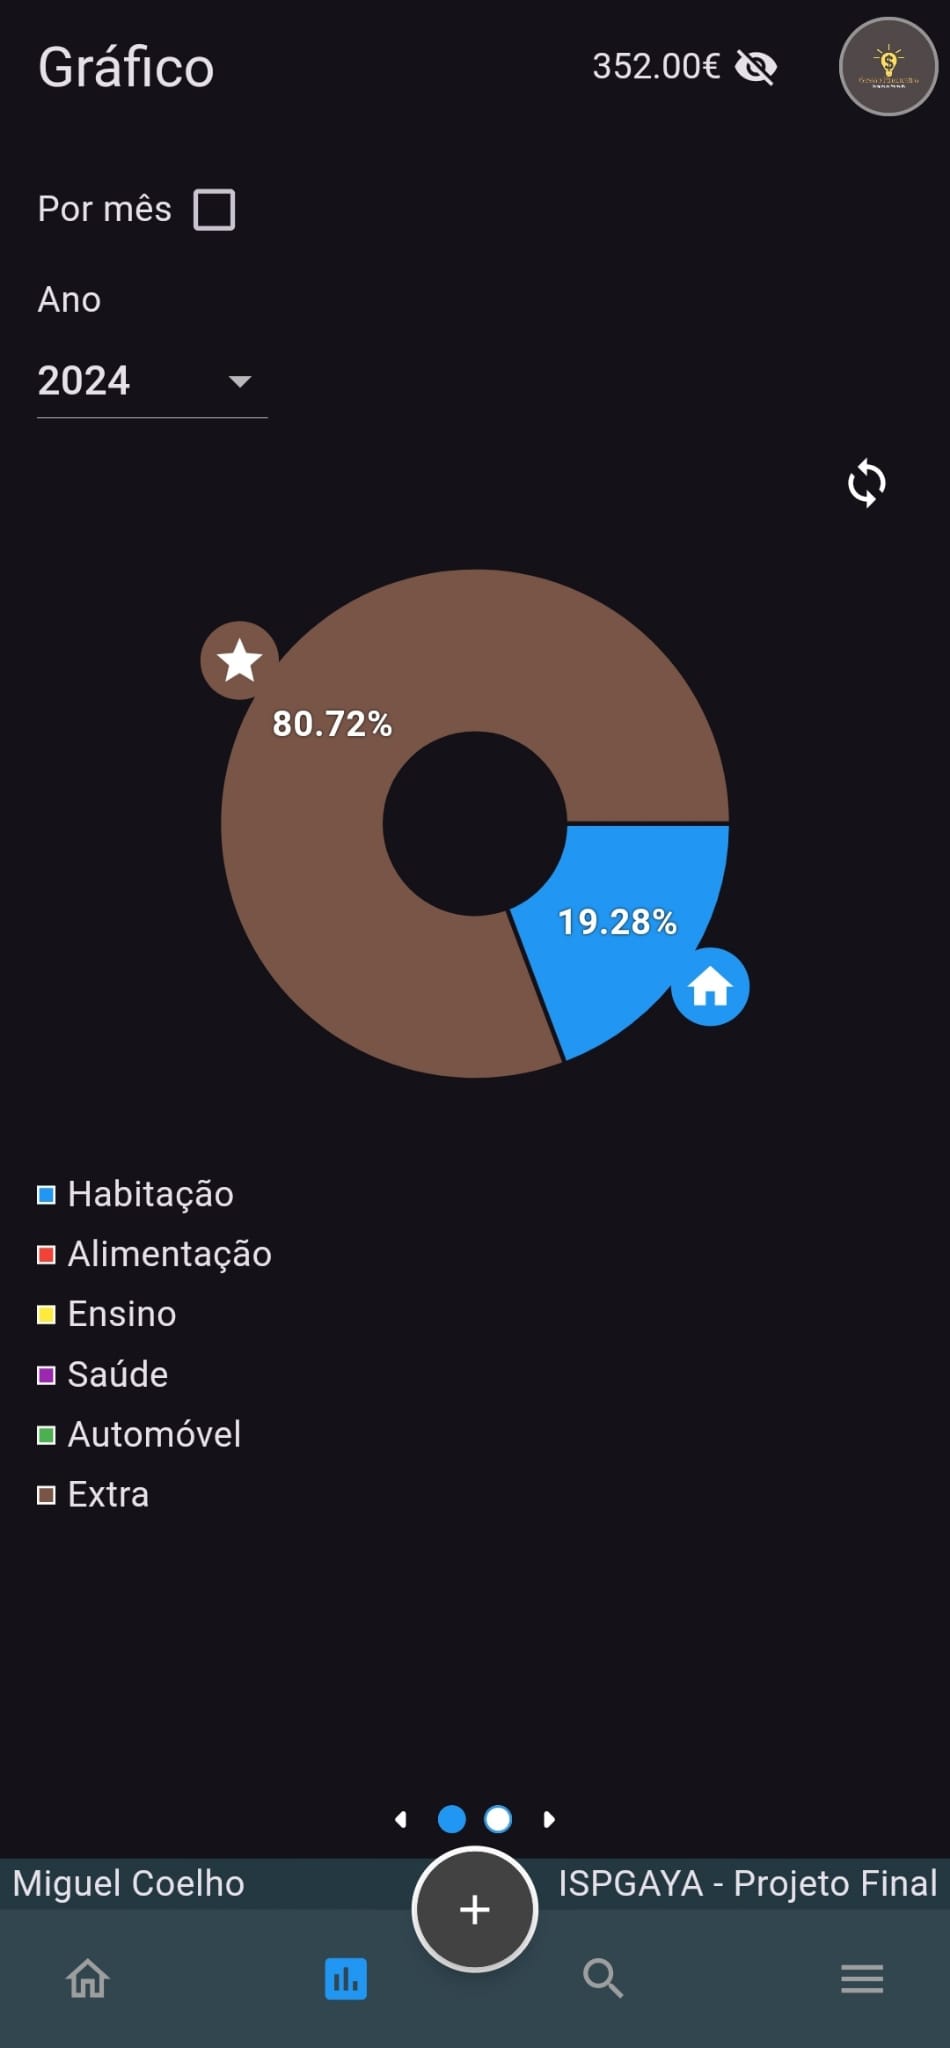 Gráfico
352.00€
Por mês
Ano
2024
80.72%
19.28%
Habitação
Alimentação
Ensino
Saúde
Automóvel
Extra
Miguel Coelho
ISPGAYA - Projeto Final